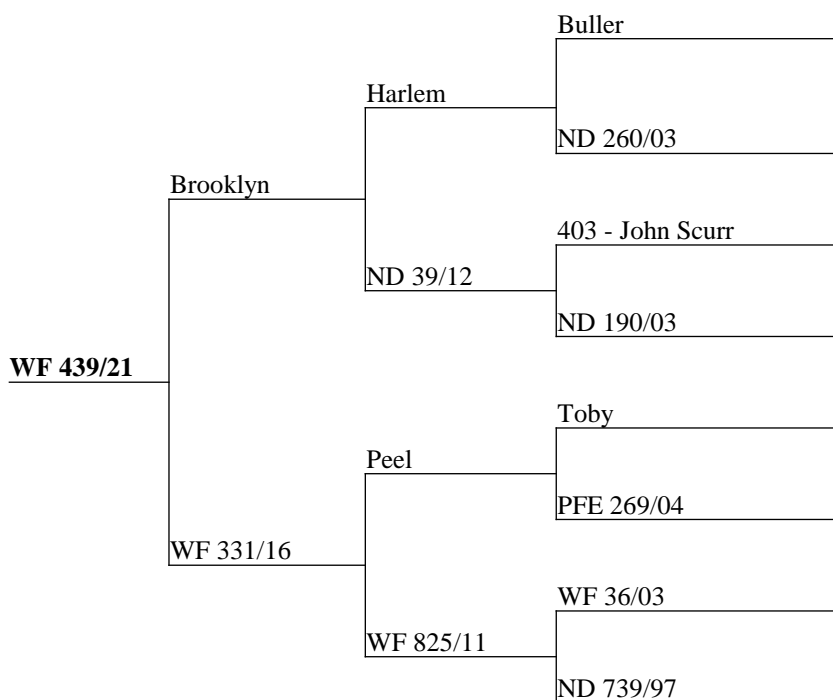 Buller
Harlem
ND 260/03
Brooklyn
403 - John Scurr
ND 39/12
ND 190/03
WF 439/21
Toby
Peel
PFE 269/04
WF 331/16
WF 36/03
WF 825/11
ND 739/97